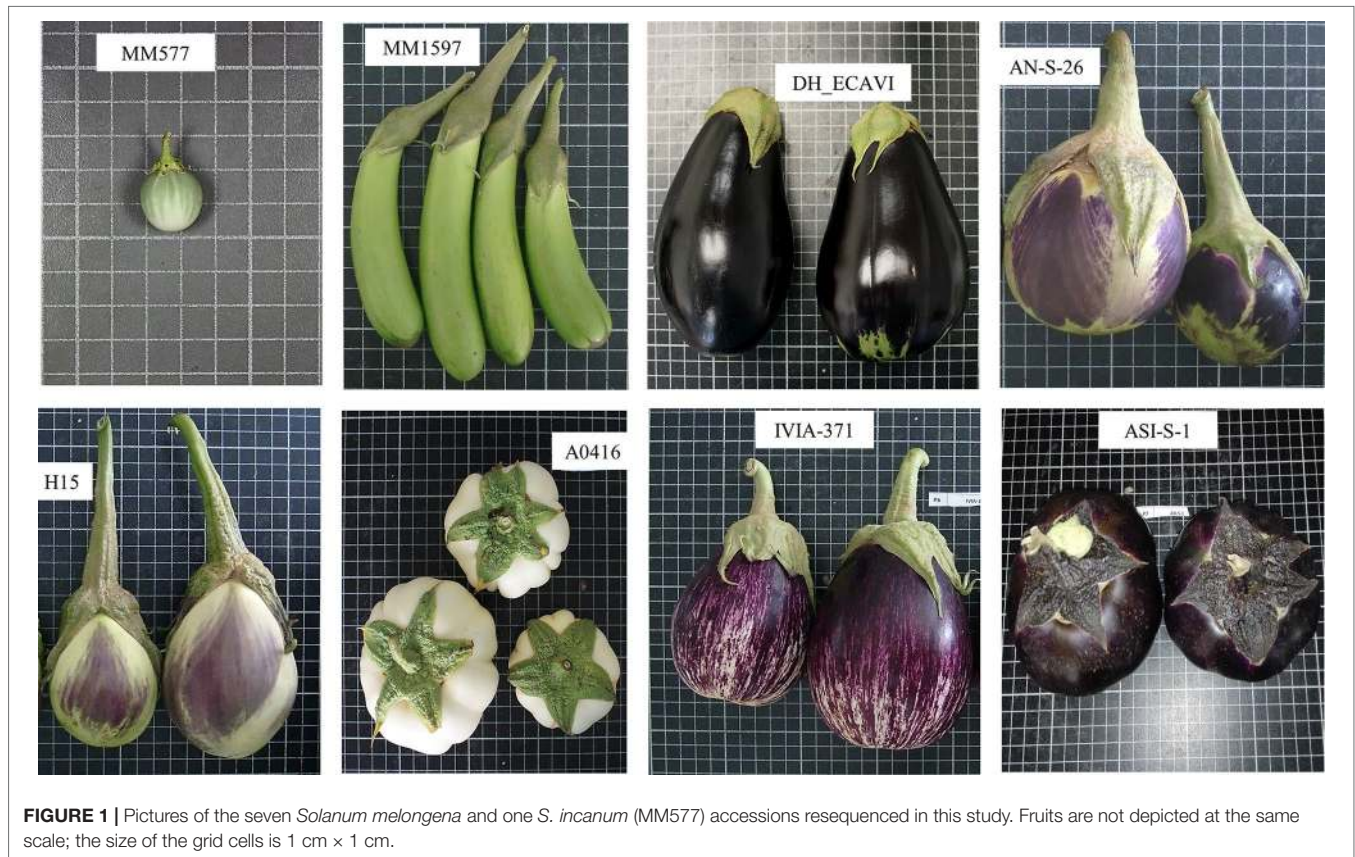 MM577
MM1597
DH_ECAVI
AN-S-26
H15
A0416
IVIA-371
ASI-S-1
FIGURE 1 | Pictures of the seven Solanum melongena and one S. incanum (MM577) accessions resequenced in this study. Fruits are not depicted at the same
scale; the size of the grid cells is 1 cm × 1 cm.